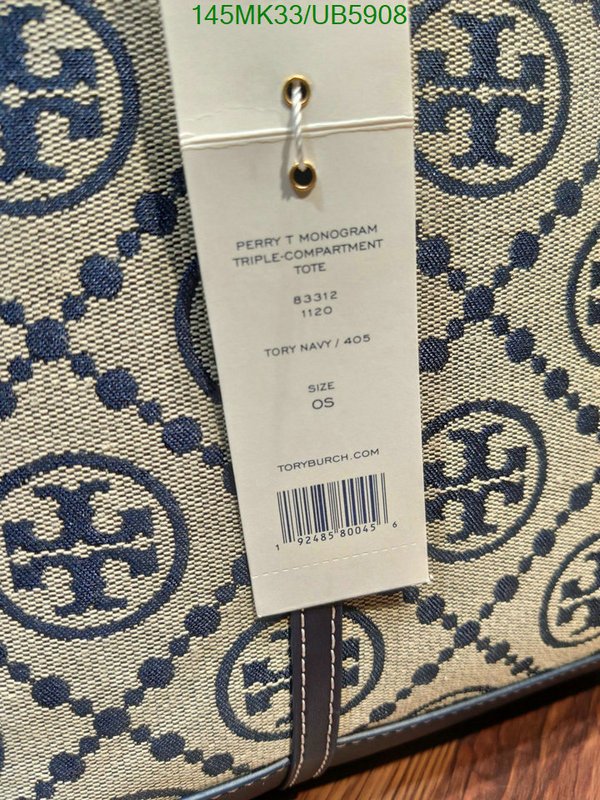 145MK33/UB5908
PERRY T MONOGRAM
TRIPLE-COMPARTMENT
TOTE
83312
1120
TORY NAVY / 405
SIZE
OS
TORYBURCH.COM
1 92485 80045 6